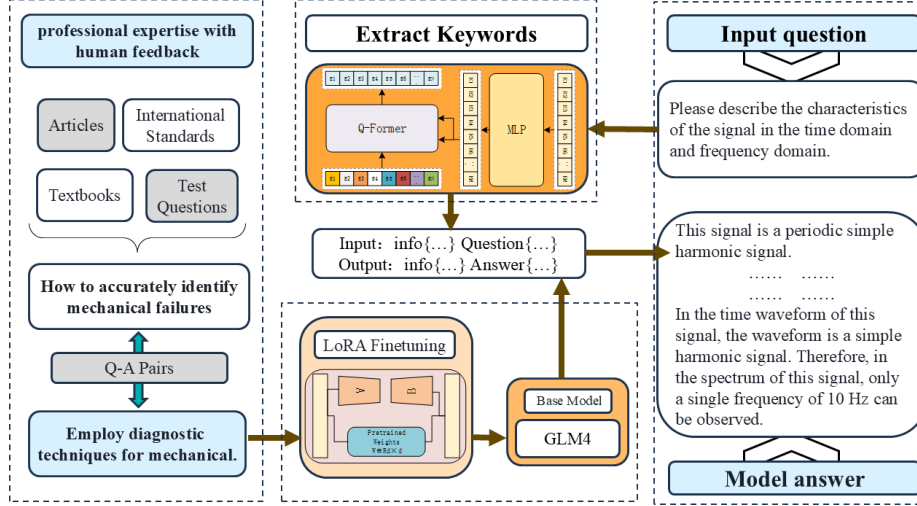 professional expertise with
human feedback
Articles
International
Standards
Textbooks
Test
Questions
How to accurately identify
mechanical failures
Q-A Pairs
Employ diagnostic
techniques for mechanical.
Extract Keywords
Q-Former
MLP
Input: info{…} Question{…}
Output: info{…} Answer{…}
LoRA Finetuning
A
B
Pretrained
Weights
W∈Rd×d
Base Model
GLM4
Input question
Please describe the characteristics
of the signal in the time domain
and frequency domain.
This signal is a periodic simple
harmonic signal.
…… ……
…… ……
In the time waveform of this
signal, the waveform is a simple
harmonic signal. Therefore, in
the spectrum of this signal, only
a single frequency of 10 Hz can
be observed.
Model answer